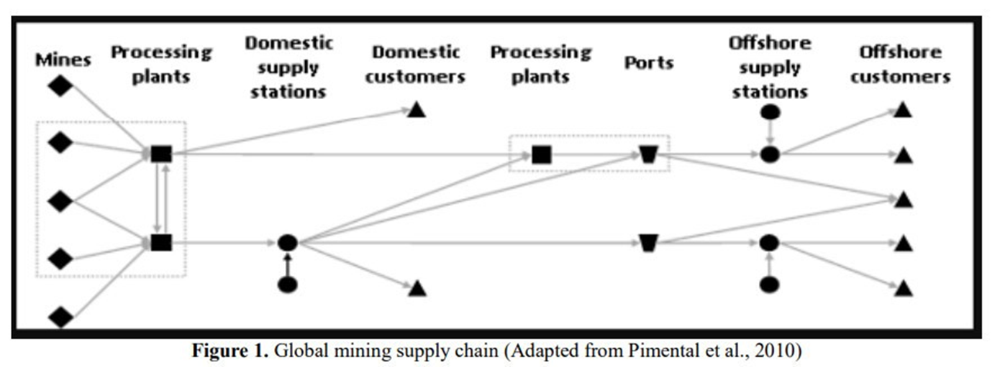 Mines
Processing
plants
Domestic
supply
stations
Domestic
customers
Processing
plants
Ports
Offshore
supply
stations
Offshore
customers
Figure 1. Global mining supply chain (Adapted from Pimental et al., 2010)